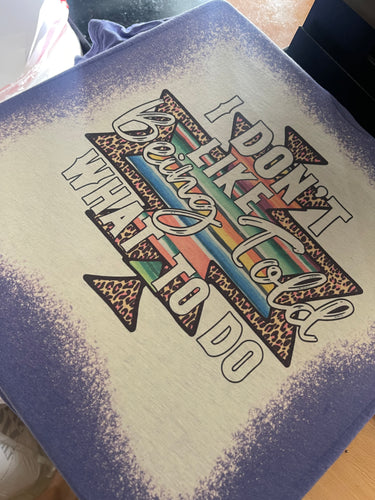 I DON'T
LIKE
Being Told
WHAT TO DO